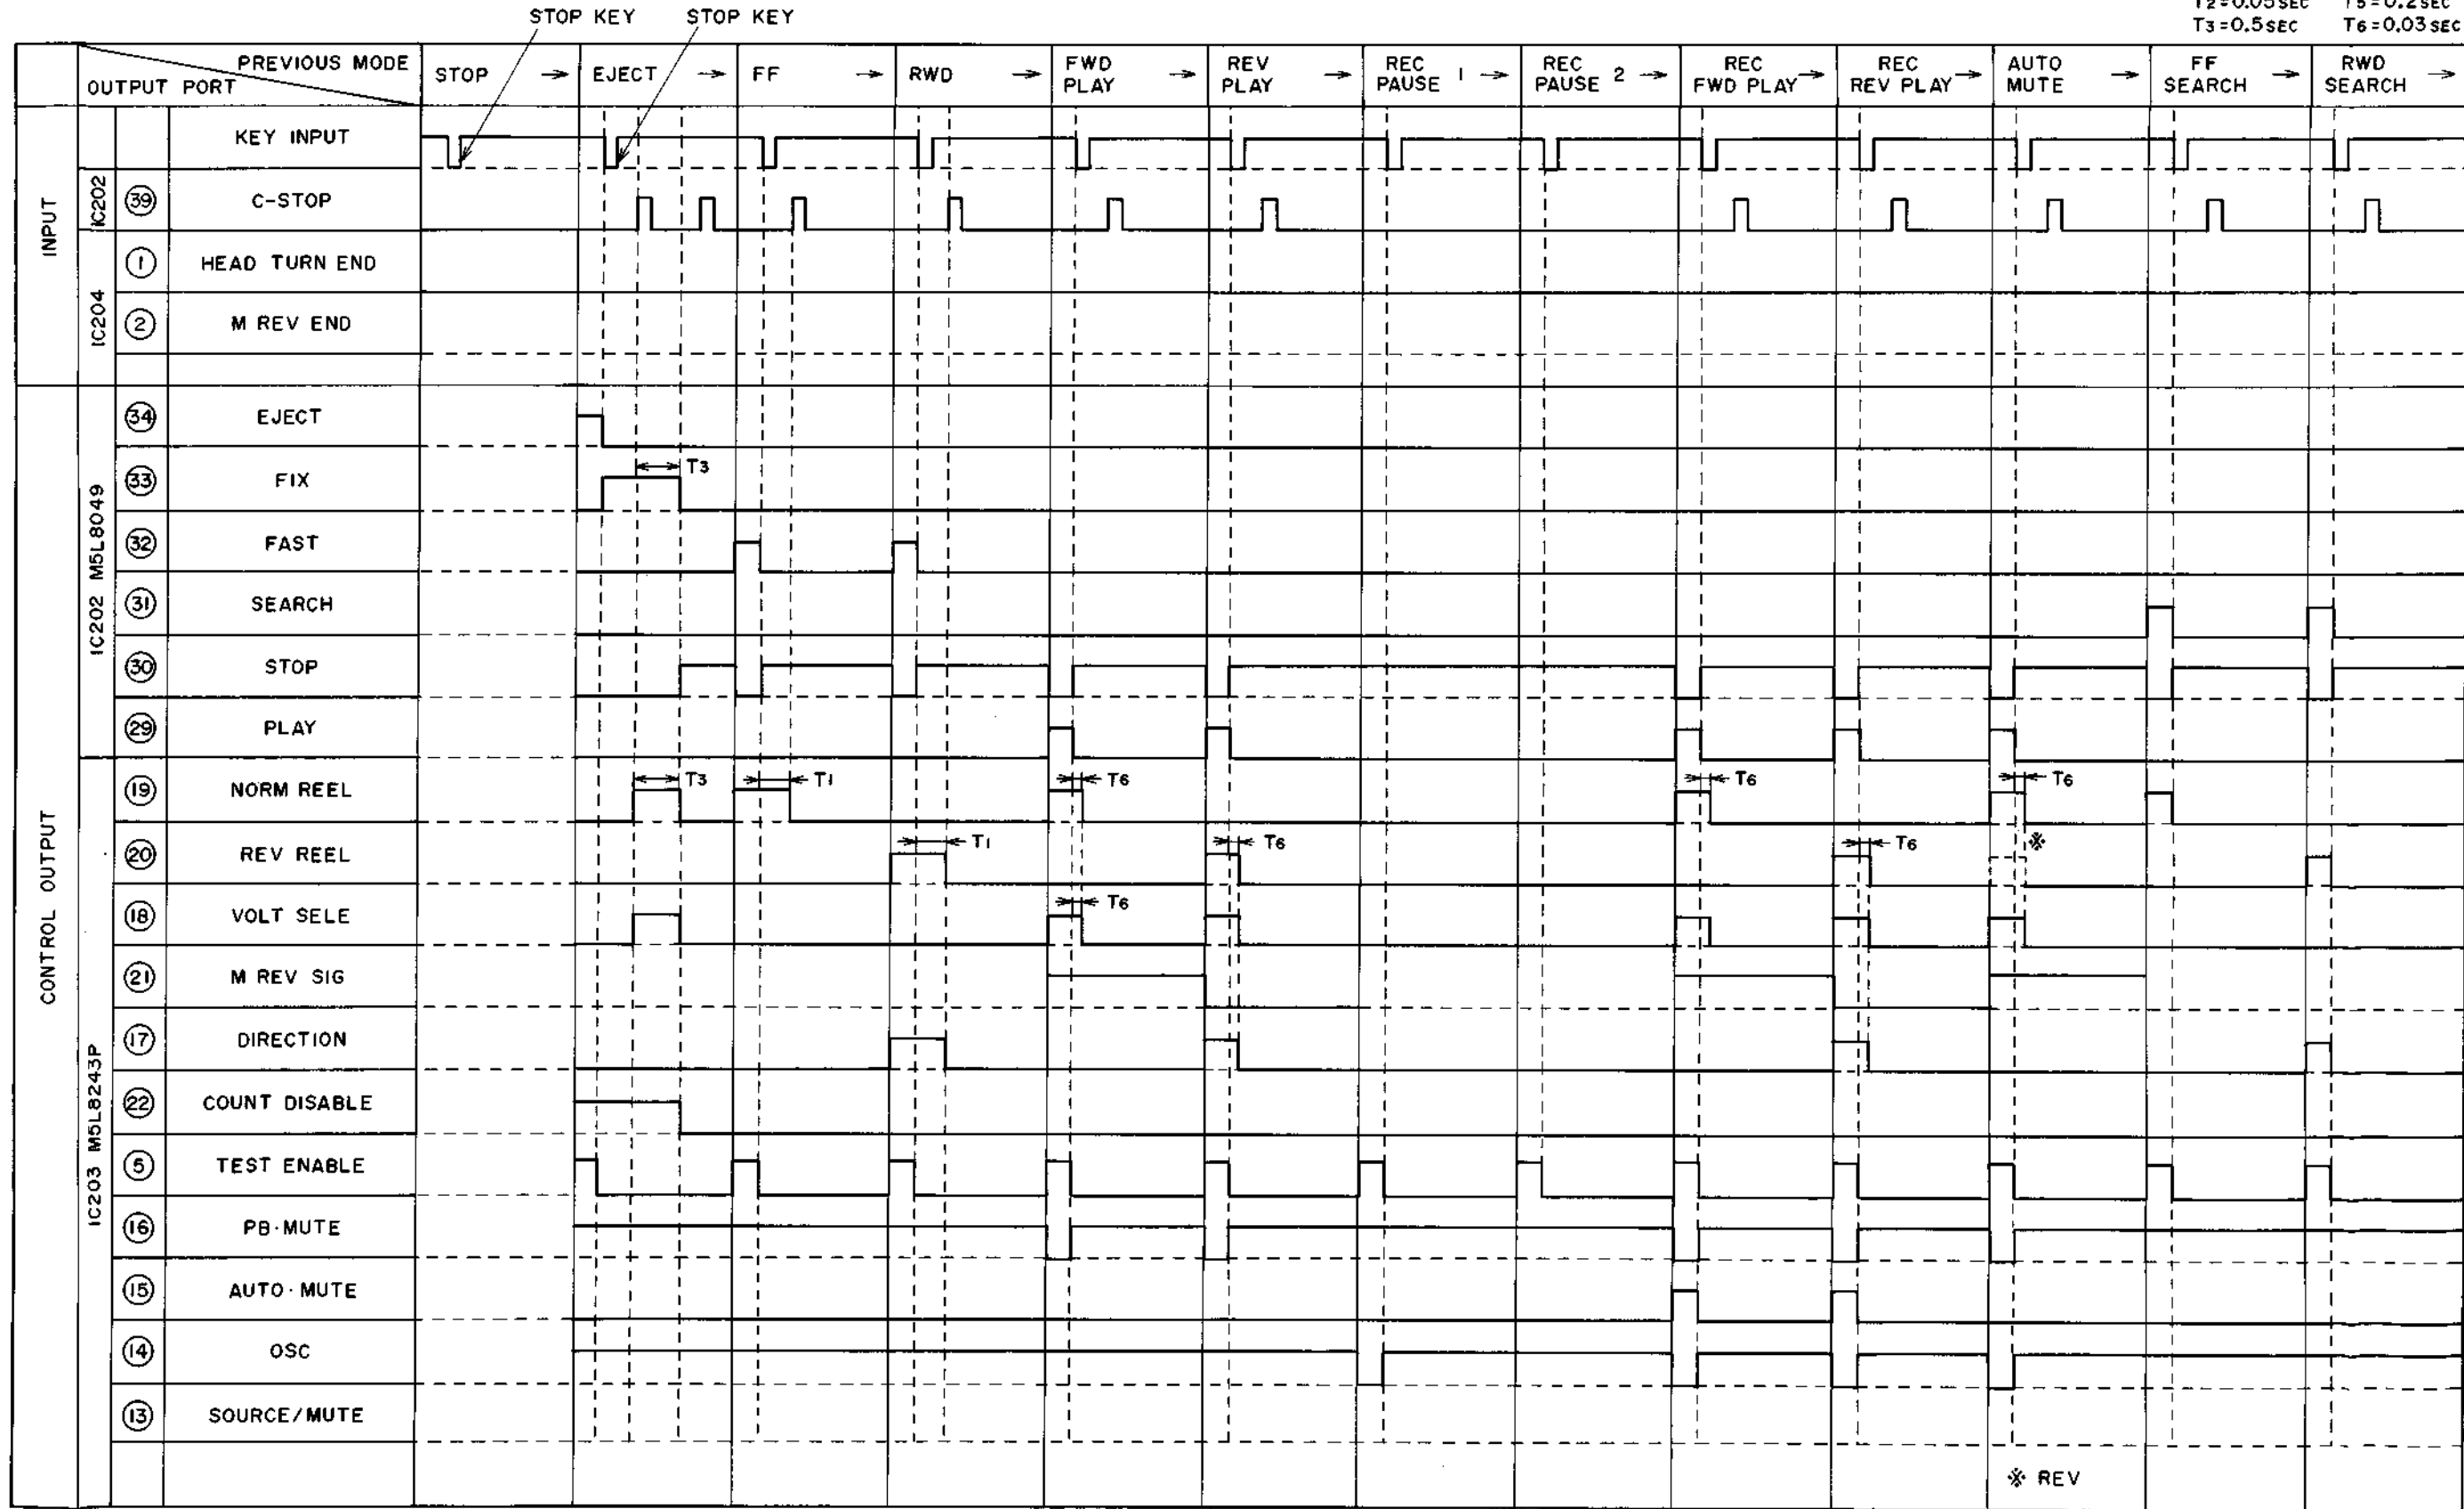 STOP KEY STOP KEY
T2=0.05SEC T5=0.2SEC
T3=0.5SEC T6=0.03SEC
PREVIOUS MODE
OUTPUT PORT
STOP →
EJECT →
FF →
RWD →
FWD PLAY →
REV PLAY →
REC PAUSE 1 →
REC PAUSE 2 →
REC FWD PLAY →
REC REV PLAY →
AUTO MUTE →
FF SEARCH →
RWD SEARCH →
INPUT
KEY INPUT
IC202
39 C-STOP
IC204
1 HEAD TURN END
2 M REV END
CONTROL OUTPUT
IC202 M5L8049
34 EJECT
33 FIX T3
32 FAST
31 SEARCH
30 STOP
29 PLAY
IC203 M5L8243P
19 NORM REEL T3 T1 T6 T6 T6
20 REV REEL T1 T6 T6 ※
18 VOLT SELE T6
21 M REV SIG
17 DIRECTION
22 COUNT DISABLE
5 TEST ENABLE
16 PB·MUTE
15 AUTO·MUTE
14 OSC
13 SOURCE/MUTE
※ REV